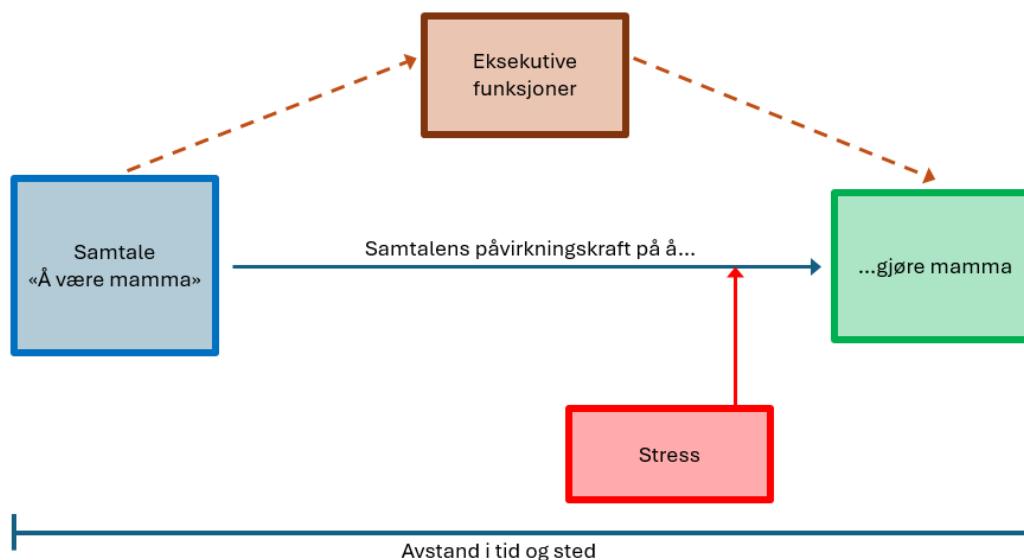 Eksekutive
funksjoner
Samtale
«Å være mamma»
Samtalens påvirkningskraft på å...
...gjøre mamma
Stress
Avstand i tid og sted